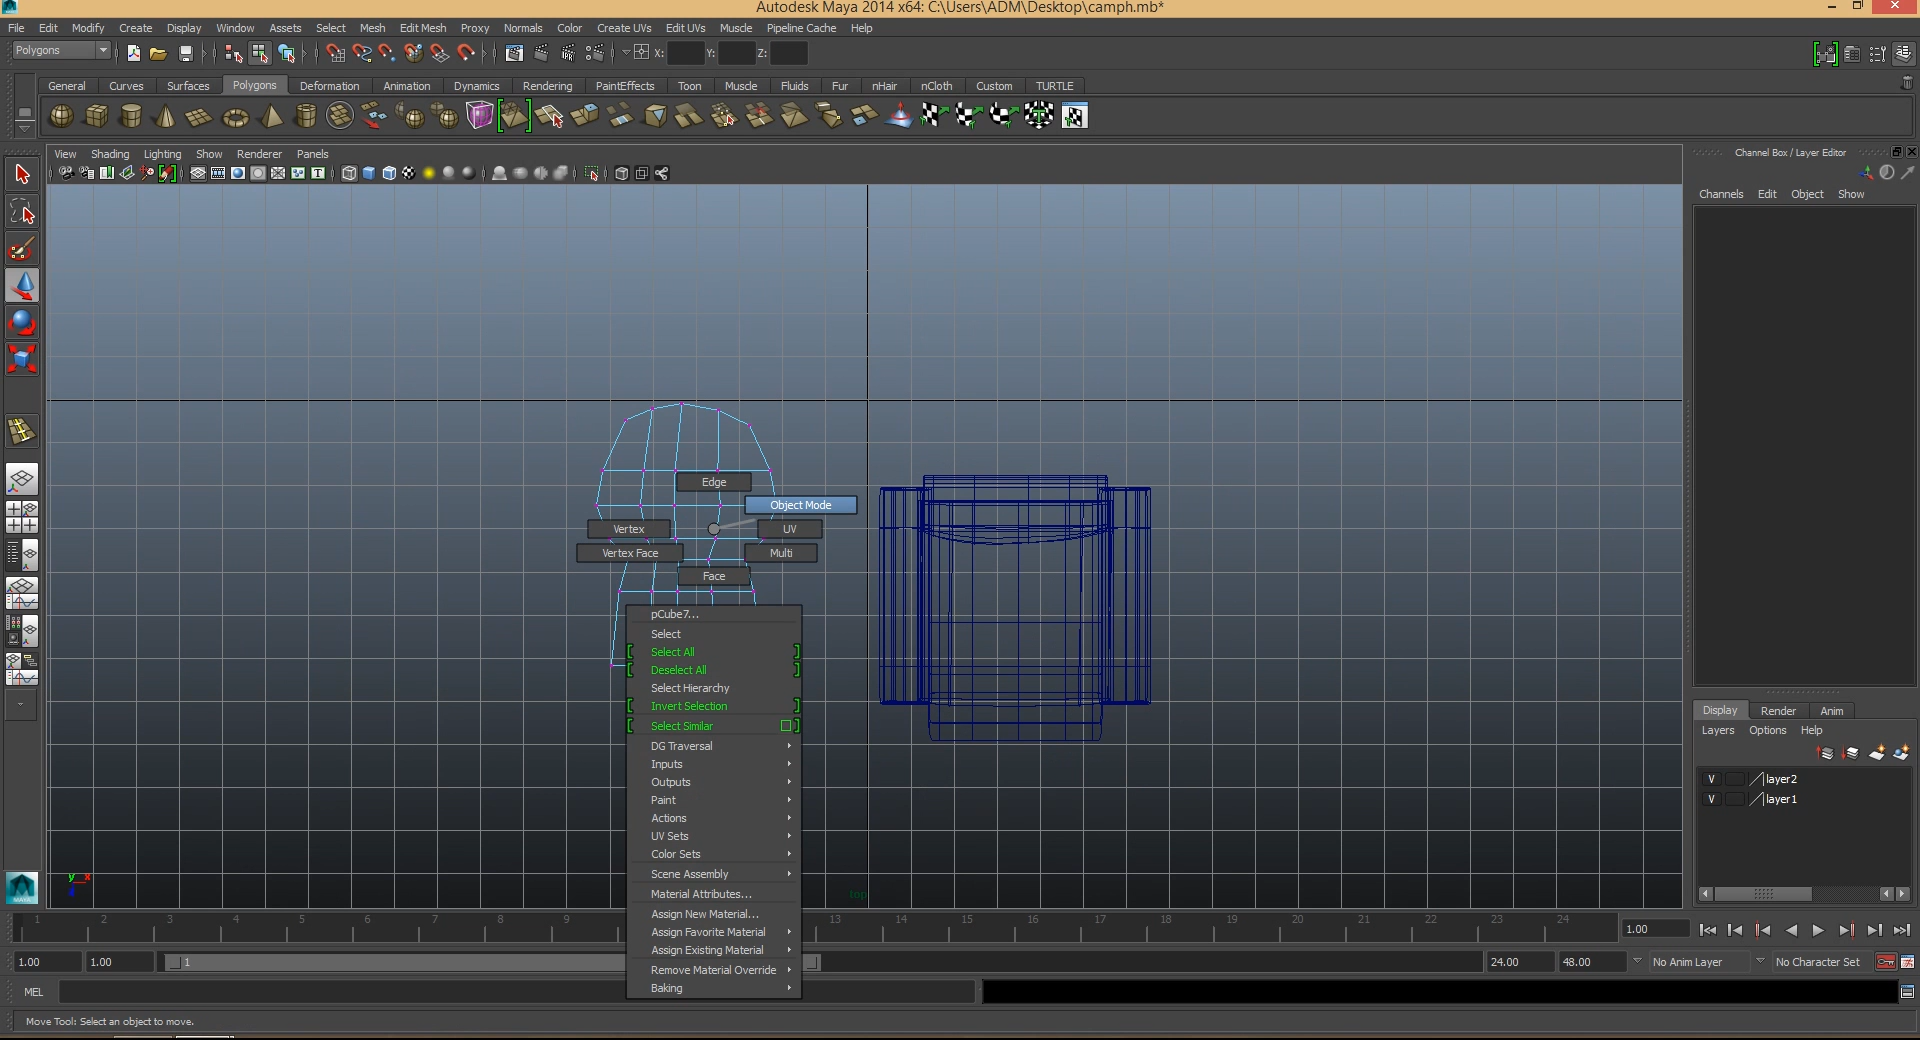 Autodesk Maya 2014 x64: C:\Users\ADM\Desktop\camph.mb*
File Edit Modify Create Display Window Assets Select Mesh Edit Mesh Proxy Normals Color Create UVs Edit UVs Muscle Pipeline Cache Help
Polygons X: Y: Z:
General Curves Surfaces Polygons Deformation Animation Dynamics Rendering PaintEffects Toon Muscle Fluids Fur nHair nCloth Custom TURTLE
View Shading Lighting Show Renderer Panels
Channel Box / Layer Editor
Channels Edit Object Show
Edge
Object Mode
Vertex UV
Vertex Face Multi
Face
pCube7...
Select
Select All
Deselect All
Select Hierarchy
Invert Selection
Select Similar
DG Traversal
Inputs
Outputs
Paint
Actions
UV Sets
Color Sets
Scene Assembly
Material Attributes...
Assign New Material...
Assign Favorite Material
Assign Existing Material
Remove Material Override
Baking
Display Render Anim
Layers Options Help
V layer2
V layer1
y x
top
1 2 3 4 5 6 7 8 9 13 14 15 16 17 18 19 20 21 22 23 24 1.00
1.00 1.00 1 24.00 48.00 No Anim Layer No Character Set
MEL
Move Tool: Select an object to move.